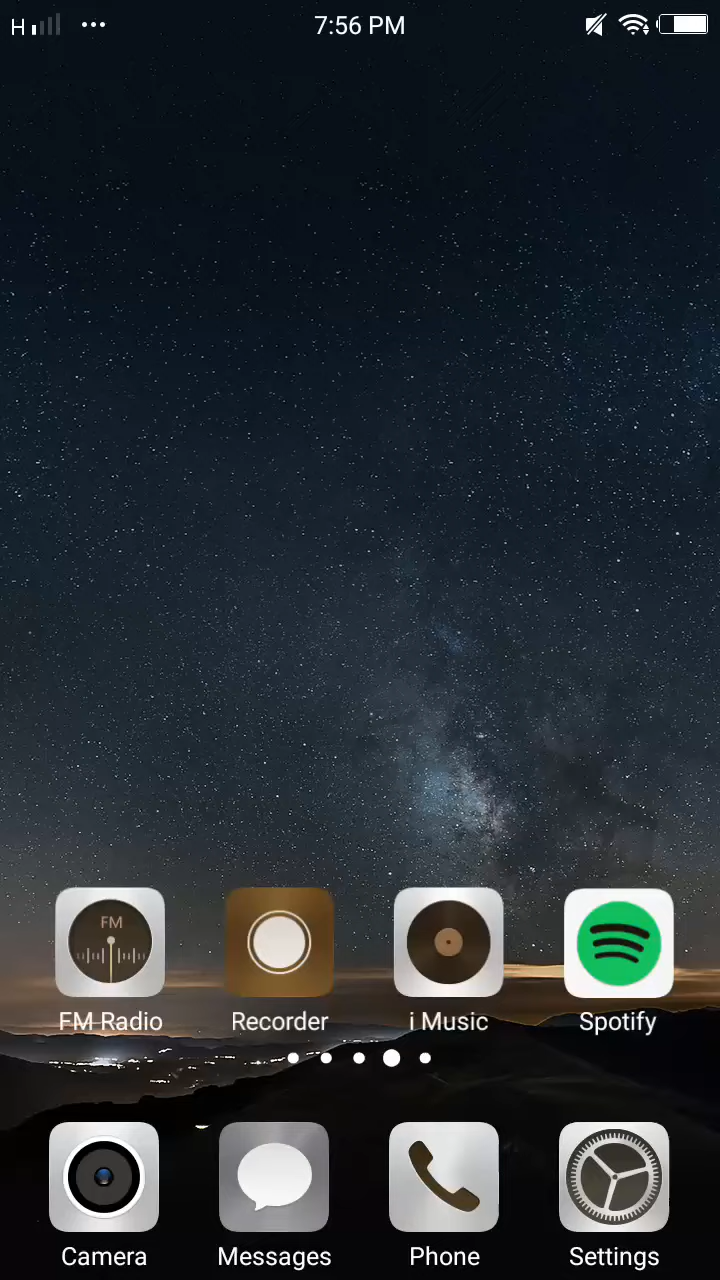 H
7:56 PM
FM
FM Radio
Recorder
i Music
Spotify
Camera
Messages
Phone
Settings